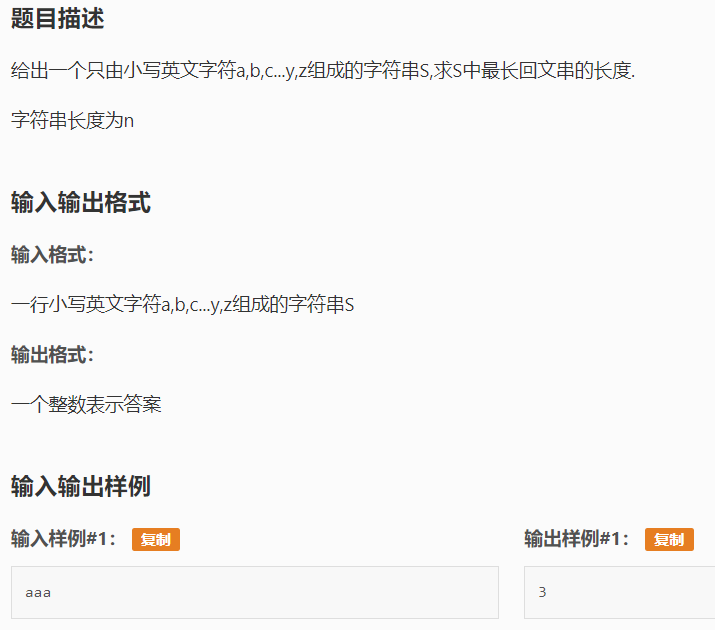 题目描述
给出一个只由小写英文字符a,b,c...y,z组成的字符串S,求S中最长回文串的长度.
字符串长度为n
输入输出格式
输入格式：
一行小写英文字符a,b,c...y,z组成的字符串S
输出格式：
一个整数表示答案
输入输出样例
输入样例#1： 复制
aaa
输出样例#1： 复制
3